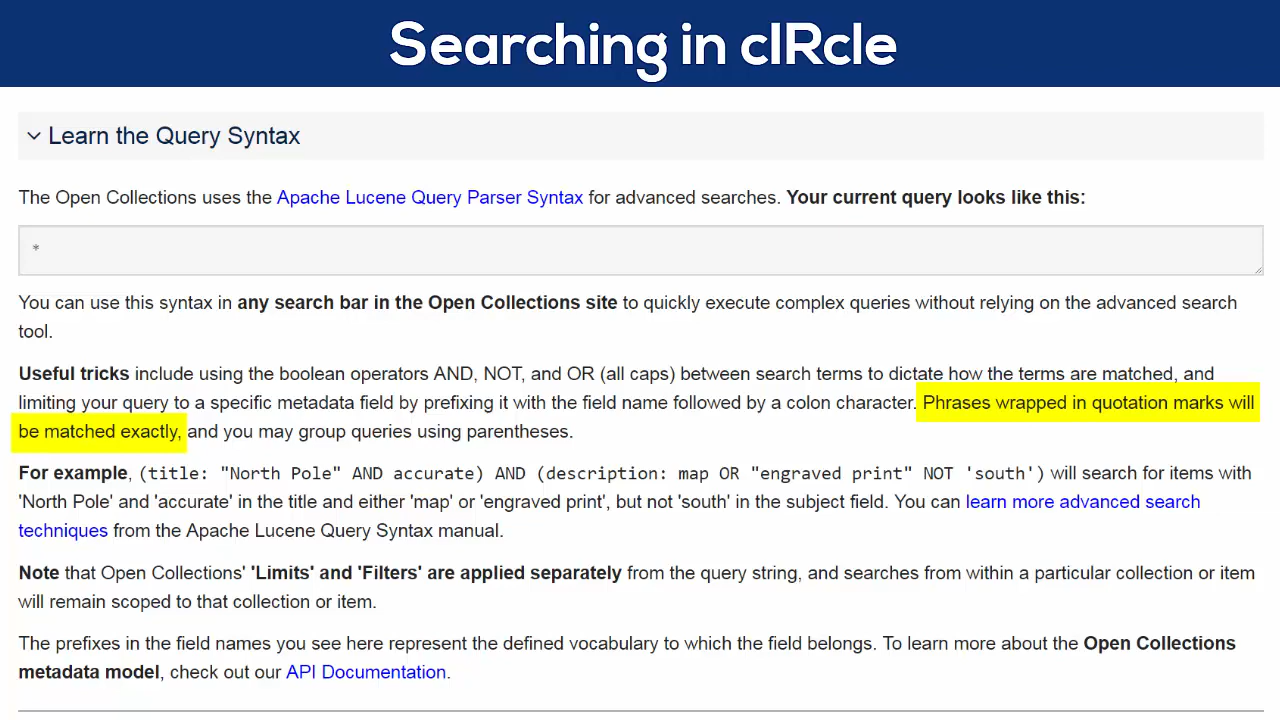 Searching in cIRcle
Learn the Query Syntax
The Open Collections uses the Apache Lucene Query Parser Syntax for advanced searches. Your current query looks like this:
*
You can use this syntax in any search bar in the Open Collections site to quickly execute complex queries without relying on the advanced search
tool.
Useful tricks include using the boolean operators AND, NOT, and OR (all caps) between search terms to dictate how the terms are matched, and
limiting your query to a specific metadata field by prefixing it with the field name followed by a colon character. Phrases wrapped in quotation marks will
be matched exactly, and you may group queries using parentheses.
For example, (title: "North Pole" AND accurate) AND (description: map OR "engraved print" NOT 'south') will search for items with
'North Pole' and 'accurate' in the title and either 'map' or 'engraved print', but not 'south' in the subject field. You can learn more advanced search
techniques from the Apache Lucene Query Syntax manual.
Note that Open Collections' 'Limits' and 'Filters' are applied separately from the query string, and searches from within a particular collection or item
will remain scoped to that collection or item.
The prefixes in the field names you see here represent the defined vocabulary to which the field belongs. To learn more about the Open Collections
metadata model, check out our API Documentation.